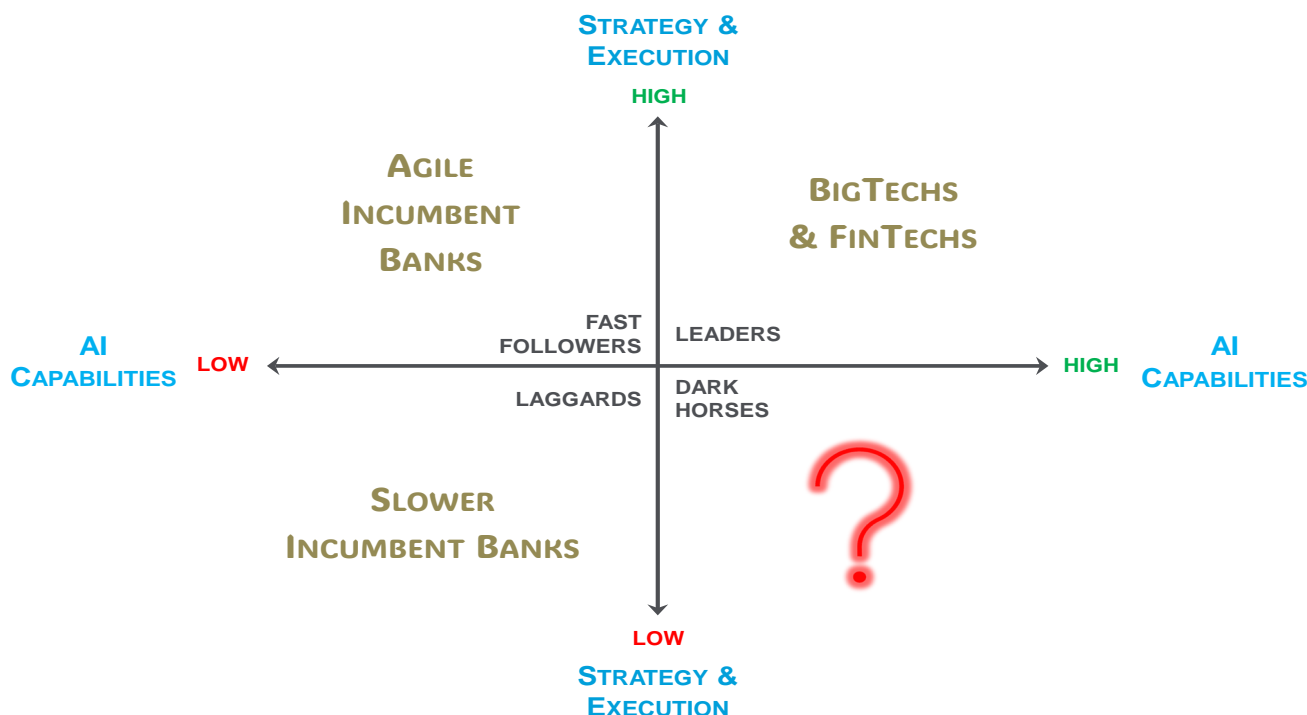 STRATEGY &
EXECUTION
HIGH
AGILE
INCUMBENT
BANKS
BIGTECHS
& FINTECHS
FAST
FOLLOWERS
LEADERS
AI
CAPABILITIES
LOW
HIGH
AI
CAPABILITIES
LAGGARDS
DARK
HORSES
SLOWER
INCUMBENT BANKS
?
LOW
STRATEGY &
EXECUTION